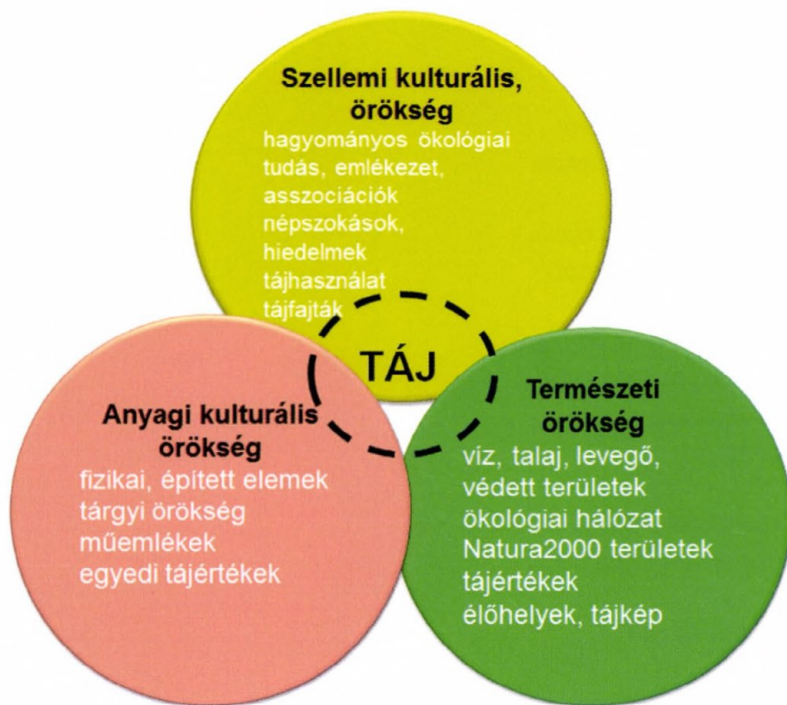 Szellemi kulturális,
örökség
hagyományos ökológiai
tudás, emlékezet,
asszociációk
népszokások,
hiedelmek
tájhasználat
tájfajták
TÁJ
Anyagi kulturális
örökség
fizikai, épített elemek
tárgyi örökség
műemlékek
egyedi tájértékek
Természeti
örökség
víz, talaj, levegő,
védett területek
ökológiai hálózat
Natura2000 területek
tájértékek
élőhelyek, tájkép